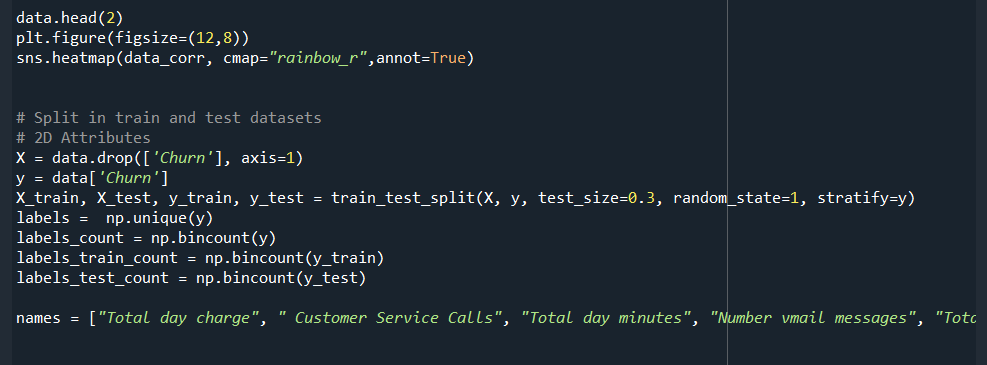 data.head(2)
plt.figure(figsize=(12,8))
sns.heatmap(data_corr, cmap="rainbow_r",annot=True)
# Split in train and test datasets
# 2D Attributes
X = data.drop(['Churn'], axis=1)
y = data['Churn']
X_train, X_test, y_train, y_test = train_test_split(X, y, test_size=0.3, random_state=1, stratify=y)
labels =  np.unique(y)
labels_count = np.bincount(y)
labels_train_count = np.bincount(y_train)
labels_test_count = np.bincount(y_test)
names = ["Total day charge", " Customer Service Calls", "Total day minutes", "Number vmail messages",